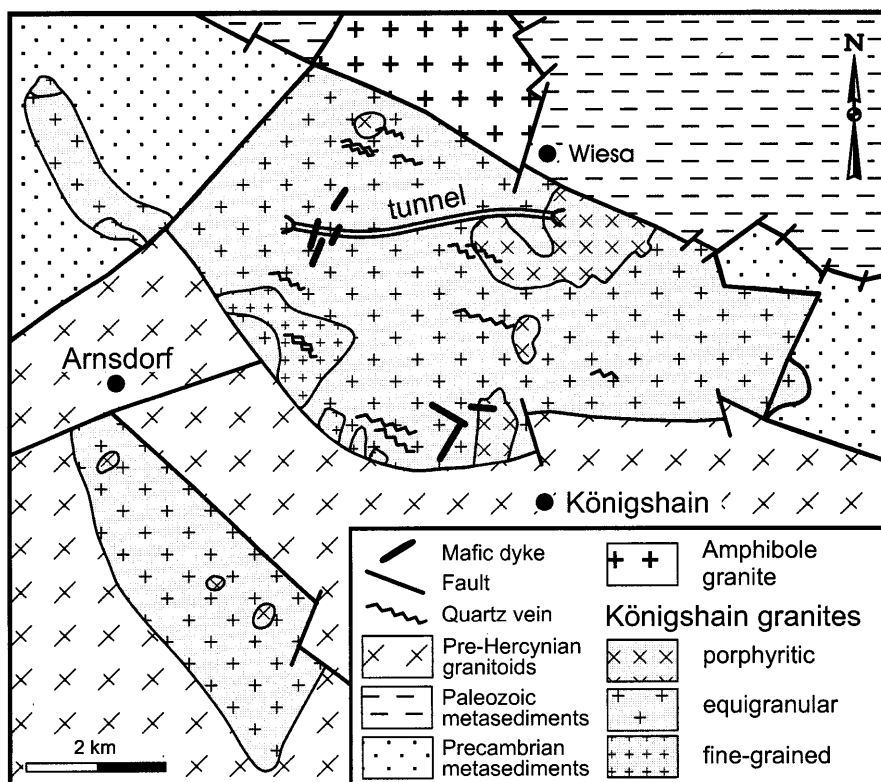 N
Wiesa
tunnel
Arnsdorf
Königshain
2 km
Mafic dyke
Fault
Quartz vein
Pre-Hercynian
granitoids
Paleozoic
metasediments
Precambrian
metasediments
Amphibole
granite
Königshain granites
porphyritic
equigranular
fine-grained